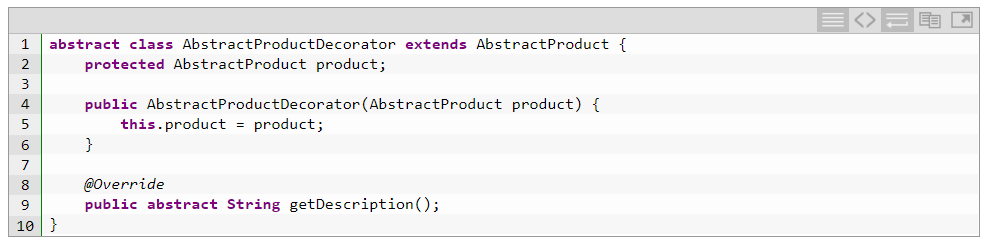 1 abstract class AbstractProductDecorator extends AbstractProduct {
2     protected AbstractProduct product;
3
4     public AbstractProductDecorator(AbstractProduct product) {
5         this.product = product;
6     }
7
8     @Override
9     public abstract String getDescription();
10 }